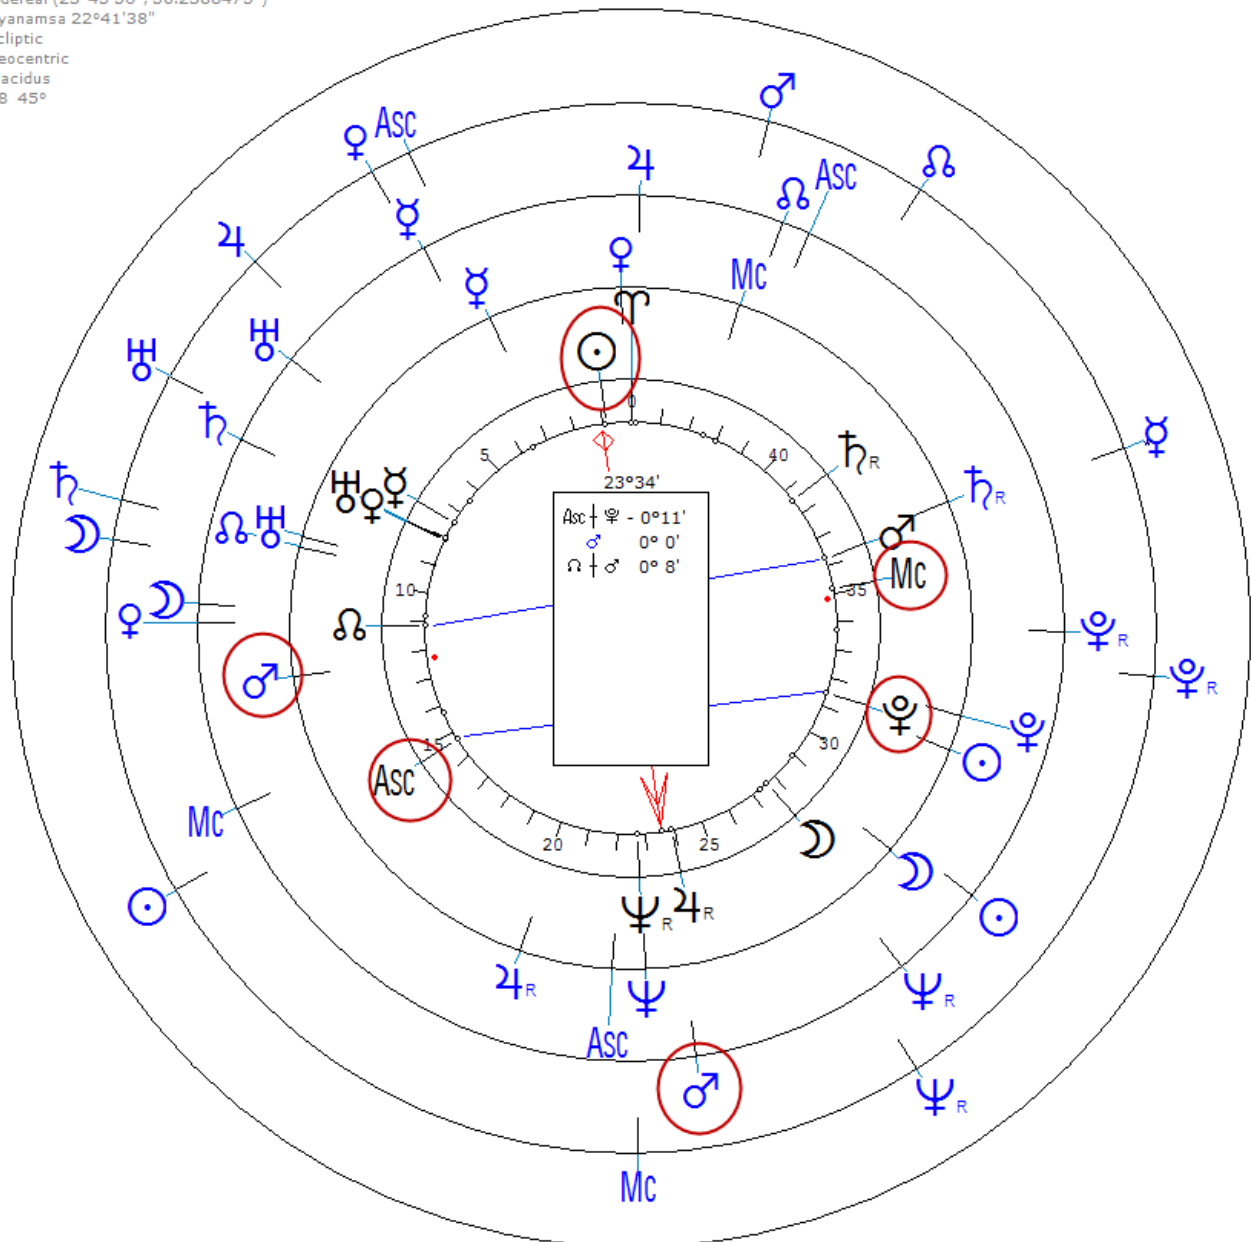 yanamsa 22°41'38"
cliptic
eocentric
acidus
8 45°
♂
♀ Asc
♃ ☊
☿ ☊ Asc
♃
♀ Mc
☿
♈
☉
0
♅ ♅
5 40
♄ ♄R
☿
♄ ♅♀☿ ♄R
23°34'
Asc ┼ ♇ - 0°11'
♂ 0° 0'
☊ ┼ ♂ 0° 8'
☽ ☊ ♅ ♂
Mc
10 35
♀ ☽ ☊ ♇R
♂ ♇R
♇ ♇
15 30
Asc ☉
Mc 20 25 ☽
☽
☉ ♆R ♃R ☉
♃R ♆ ♆R
Asc
♂ ♆R
Mc